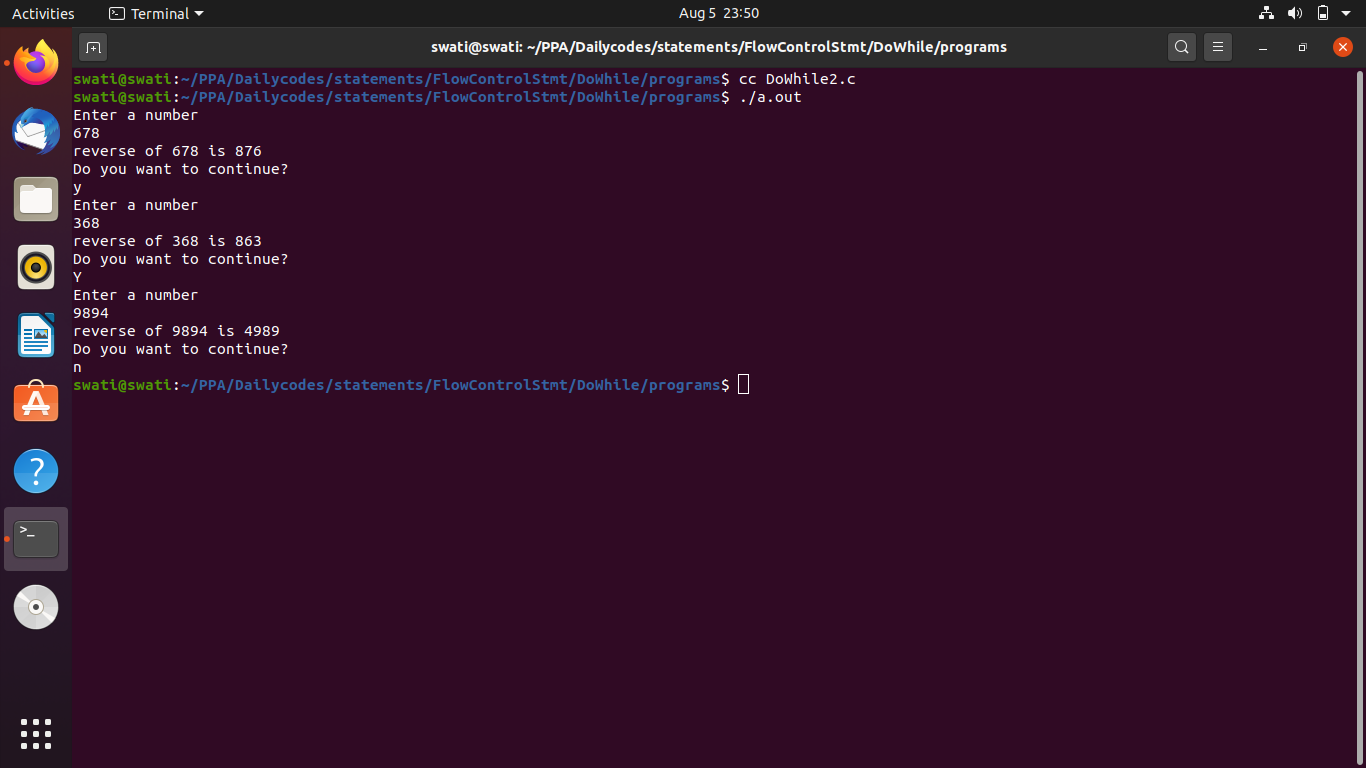 Activities
Terminal
Aug 5 23:50
swati@swati: ~/PPA/Dailycodes/statements/FlowControlStmt/DoWhile/programs
swati@swati:~/PPA/Dailycodes/statements/FlowControlStmt/DoWhile/programs$ cc DoWhile2.c
swati@swati:~/PPA/Dailycodes/statements/FlowControlStmt/DoWhile/programs$ ./a.out
Enter a number
678
reverse of 678 is 876
Do you want to continue?
y
Enter a number
368
reverse of 368 is 863
Do you want to continue?
Y
Enter a number
9894
reverse of 9894 is 4989
Do you want to continue?
n
swati@swati:~/PPA/Dailycodes/statements/FlowControlStmt/DoWhile/programs$